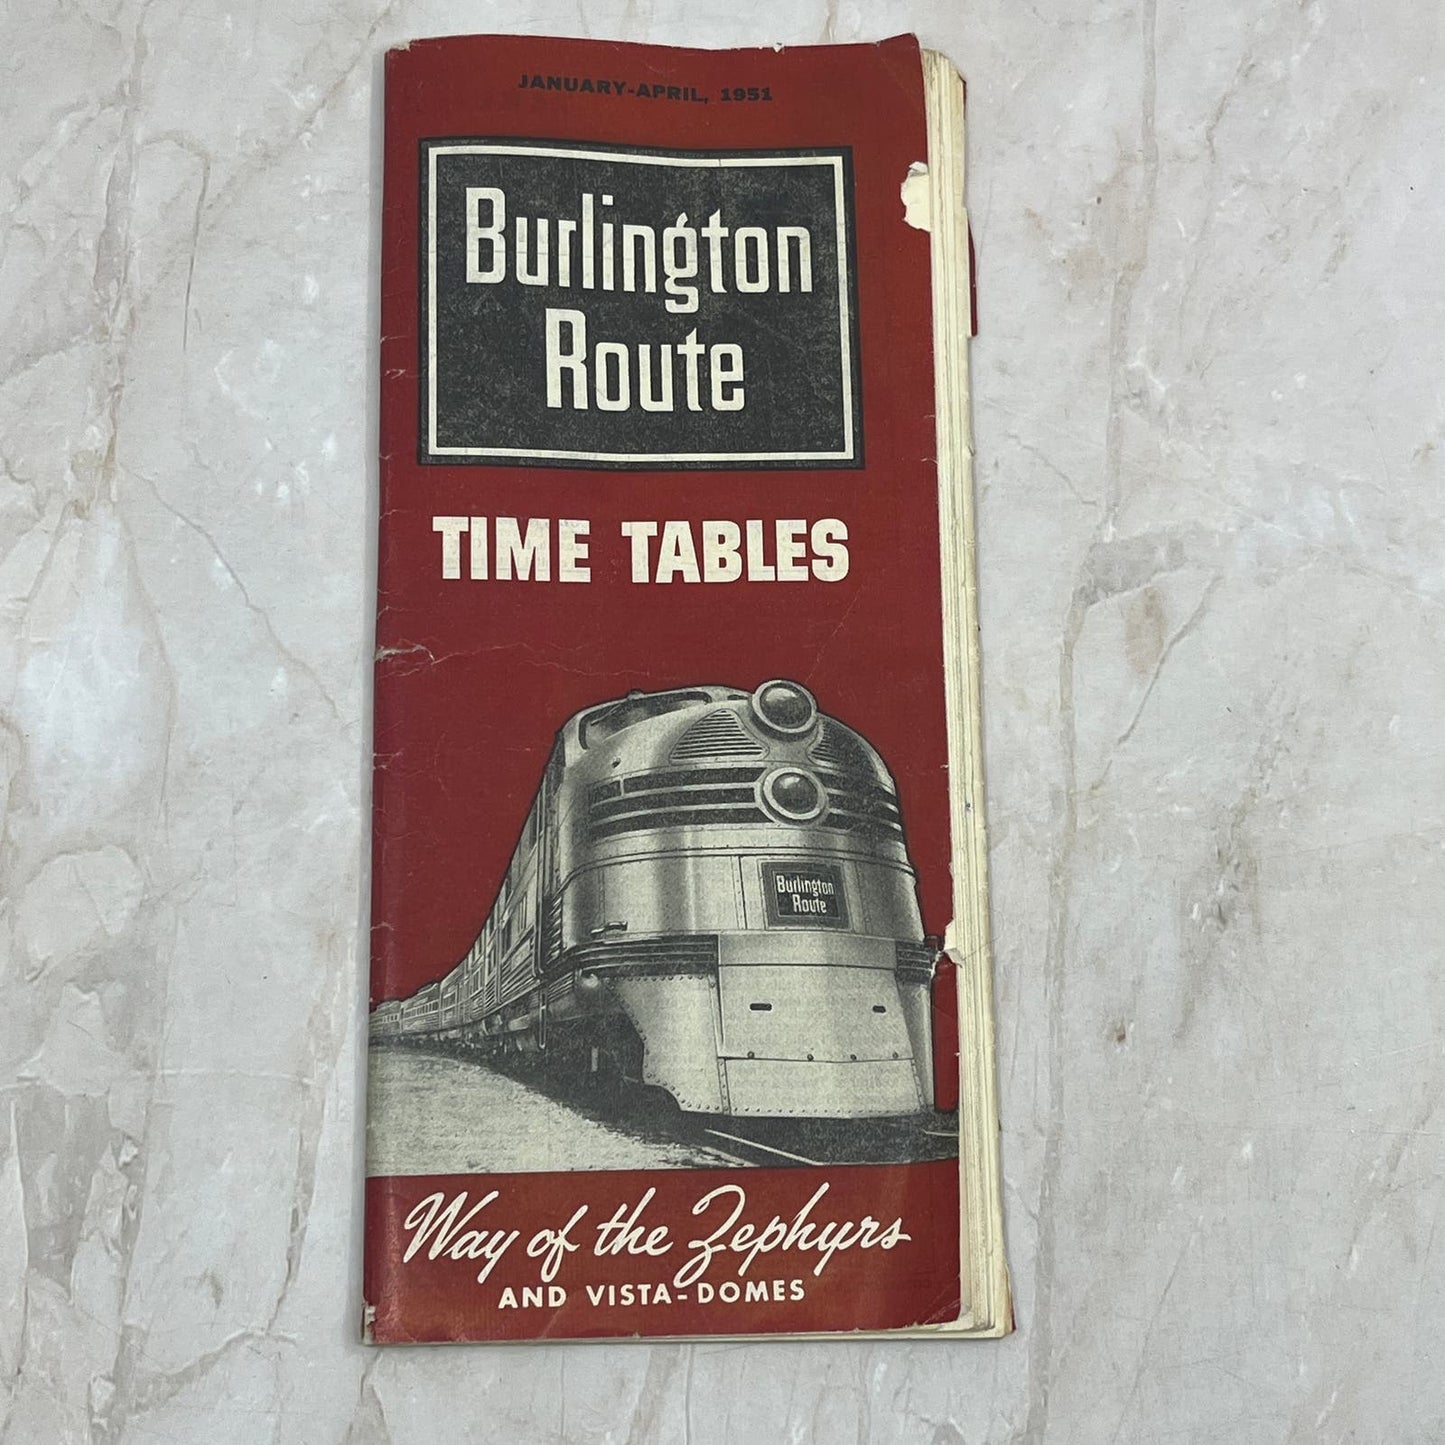 JANUARY-APRIL, 1951
Burlington
Route
TIME TABLES
Burlington
Route
Way of the Zephyrs
AND VISTA-DOMES